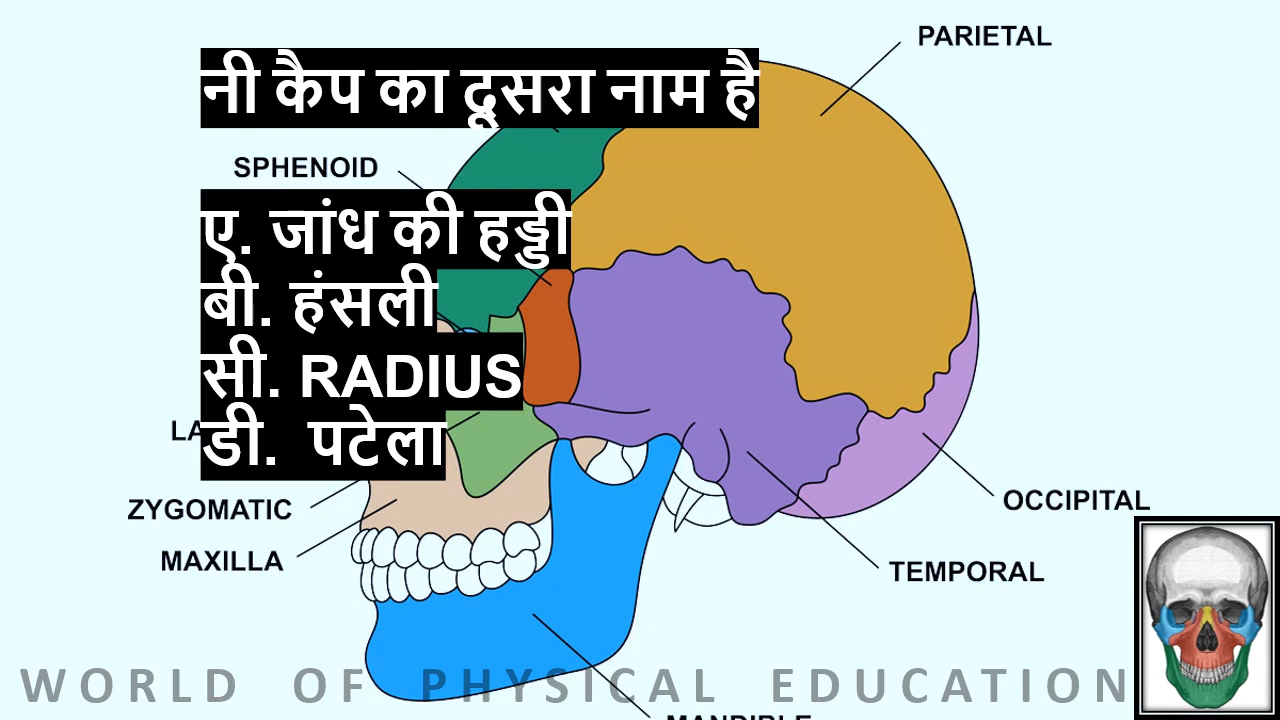 PARIETAL
नी कैप का दूसरा नाम है
SPHENOID
ए. जांध की हड्डी
बी. हंसली
सी. RADIUS
डी. पटेला
ZYGOMATIC
OCCIPITAL
MAXILLA
TEMPORAL
WORLD OF PHYSICAL EDUCATION
MANDIBLE